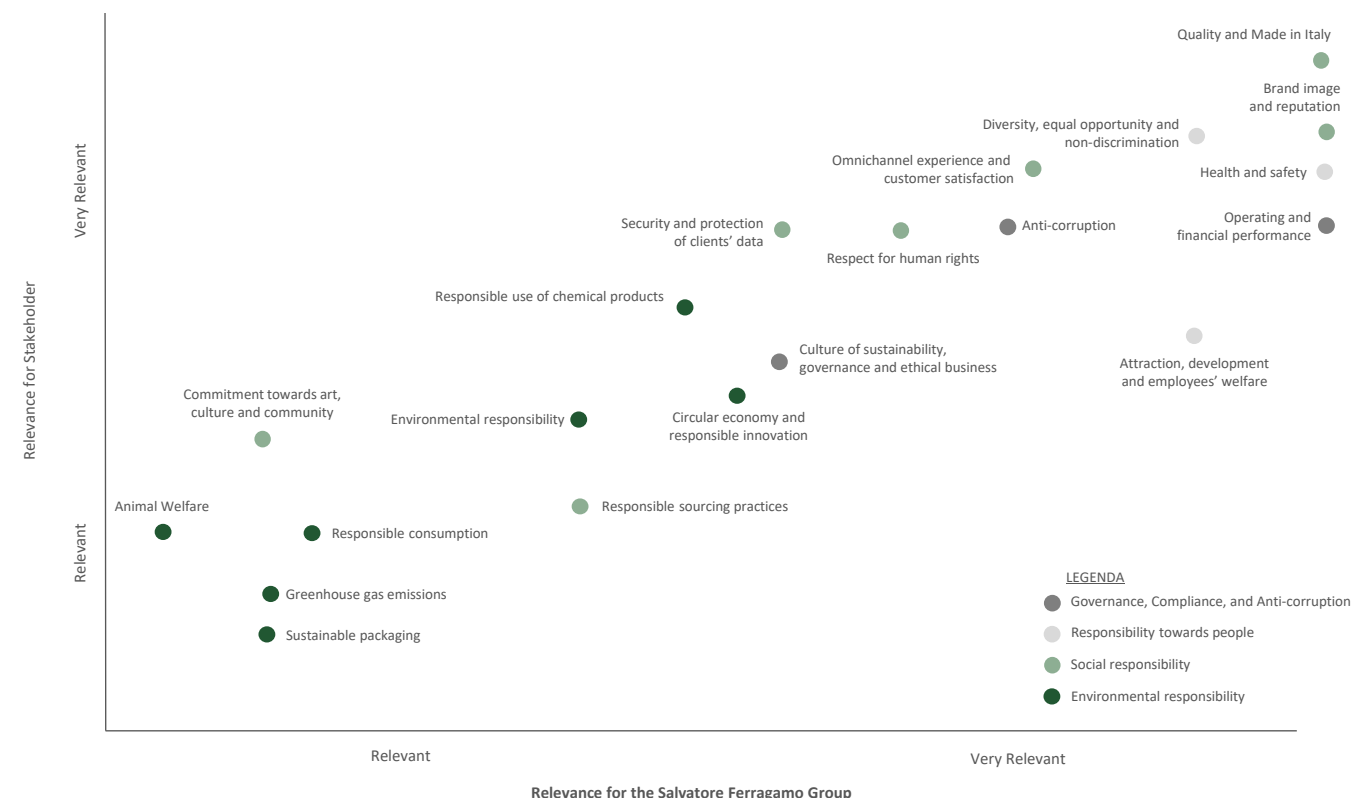 Quality and Made in Italy
Brand image
and reputation
Diversity, equal opportunity and
non-discrimination
Omnichannel experience and
customer satisfaction
Health and safety
Security and protection
of clients' data
Anti-corruption
Operating and
financial performance
Respect for human rights
Responsible use of chemical products
Culture of sustainability,
governance and ethical business
Attraction, development
and employees' welfare
Commitment towards art,
culture and community
Environmental responsibility
Circular economy and
responsible innovation
Animal Welfare
Responsible sourcing practices
Responsible consumption
Greenhouse gas emissions
Sustainable packaging
LEGENDA
Governance, Compliance, and Anti-corruption
Responsibility towards people
Social responsibility
Environmental responsibility
Very Relevant
Relevance for Stakeholder
Relevant
Relevant
Very Relevant
Relevance for the Salvatore Ferragamo Group